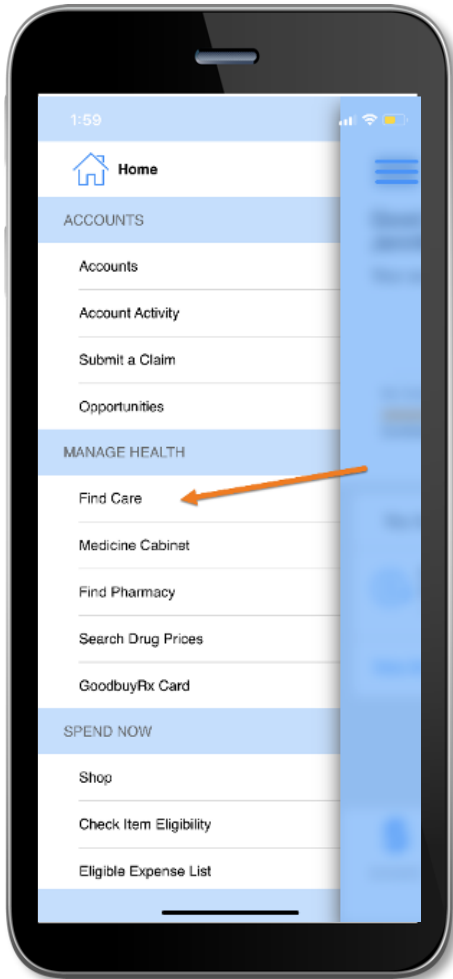 1:59
Home
ACCOUNTS
Accounts
Account Activity
Submit a Claim
Opportunities
MANAGE HEALTH
Find Care
Medicine Cabinet
Find Pharmacy
Search Drug Prices
GoodbuyRx Card
SPEND NOW
Shop
Check Item Eligibility
Eligible Expense List